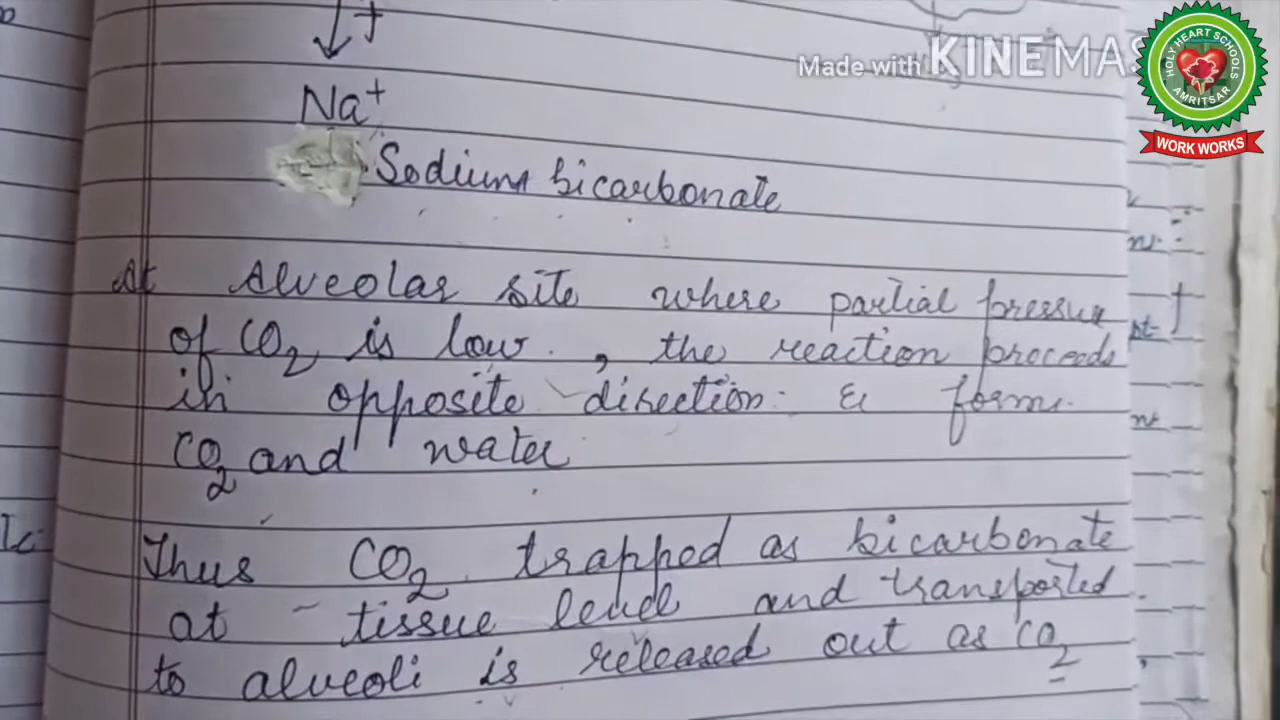 Made with KINEMAS
HOLY HEART SCHOOLS
AMRITSAR
WORK WORKS
↓ +
Na+
Sodium bicarbonate
At Alveolar site where partial pressure
of CO2 is low, the reaction proceeds
in opposite direction & forms
CO2 and water
Thus CO2 trapped as bicarbonate
at tissue level and transported
to alveoli is released out as CO2